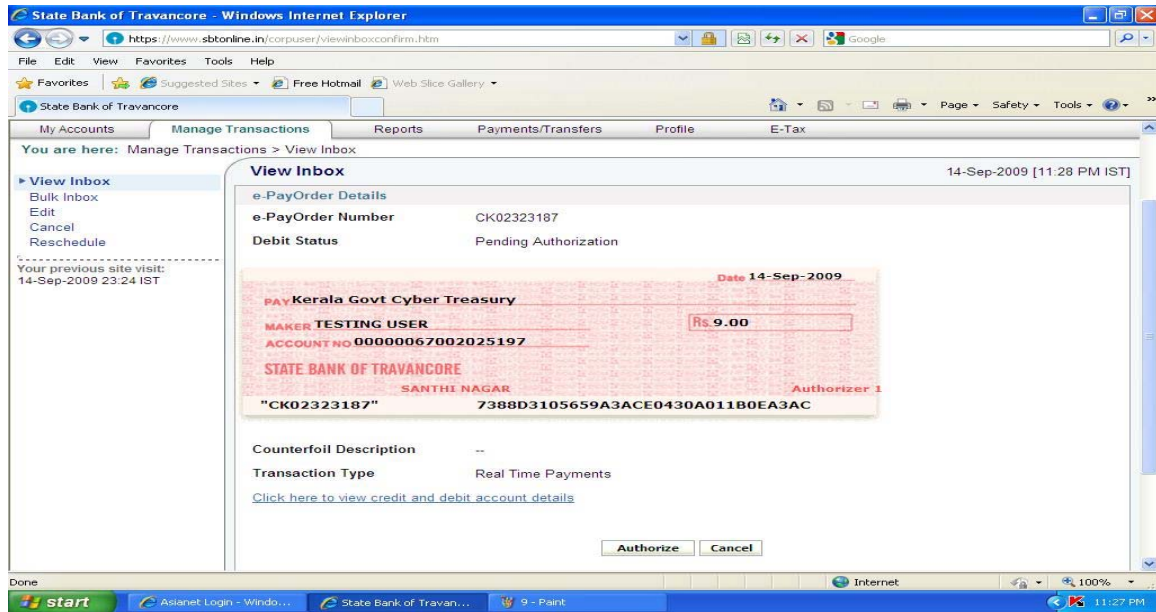 State Bank of Travancore - Windows Internet Explorer
https://www.sbtonline.in/corpuser/viewinboxconfirm.htm Google
File Edit View Favorites Tools Help
Favorites Suggested Sites Free Hotmail Web Slice Gallery
State Bank of Travancore Page Safety Tools
My Accounts Manage Transactions Reports Payments/Transfers Profile E-Tax
You are here: Manage Transactions > View Inbox
View Inbox
Bulk Inbox
Edit
Cancel
Reschedule
Your previous site visit:
14-Sep-2009 23:24 IST
View Inbox 14-Sep-2009 [11:28 PM IST]
e-PayOrder Details
e-PayOrder Number CK02323187
Debit Status Pending Authorization
Date 14-Sep-2009
PAY Kerala Govt Cyber Treasury
MAKER TESTING USER Rs.9.00
ACCOUNT NO 00000067002025197
STATE BANK OF TRAVANCORE
SANTHI NAGAR Authorizer 1
"CK02323187" 7388D3105659A3ACE0430A011B0EA3AC
Counterfoil Description --
Transaction Type Real Time Payments
Click here to view credit and debit account details
Authorize Cancel
Done Internet 100%
start Asianet Login - Windo... State Bank of Travan... 9 - Paint 11:27 PM